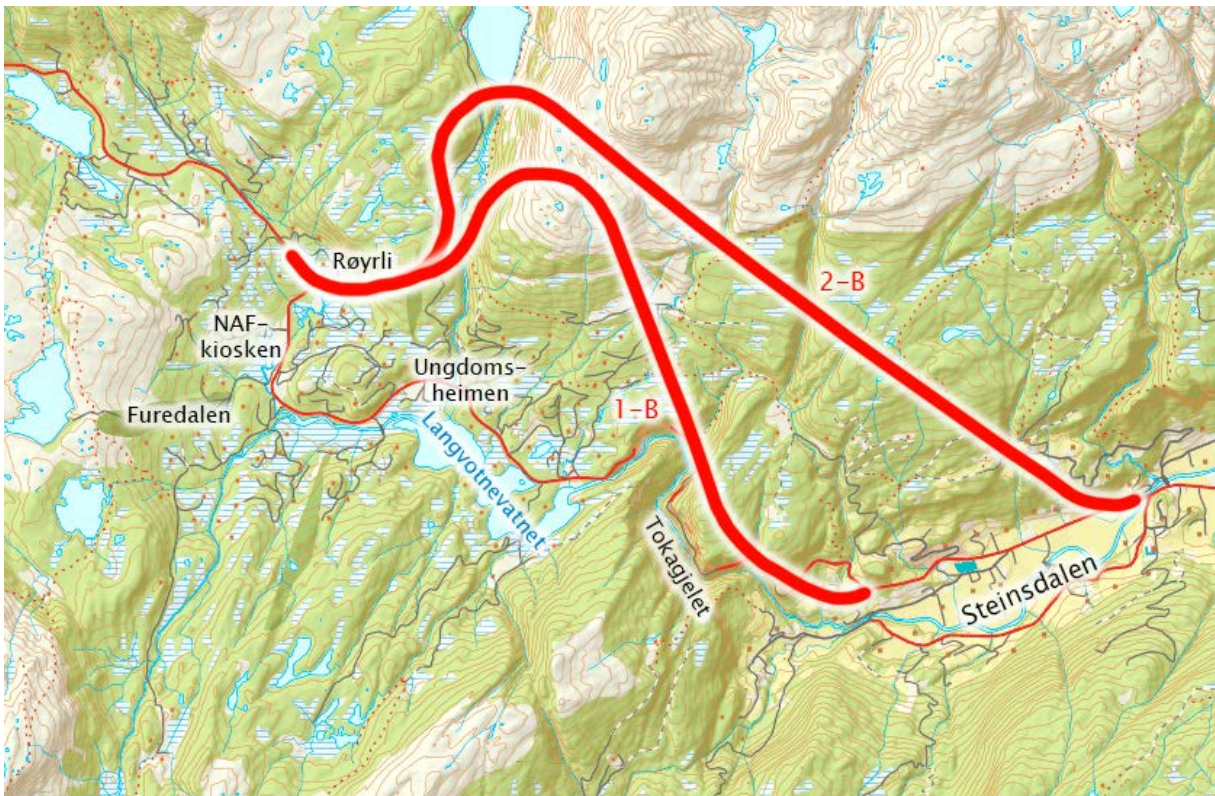 Røyrli
2-B
NAF-
kiosken
Ungdoms-
heimen
1-B
Furedalen
Langvotnevatnet
Tokagjelet
Steinsdalen